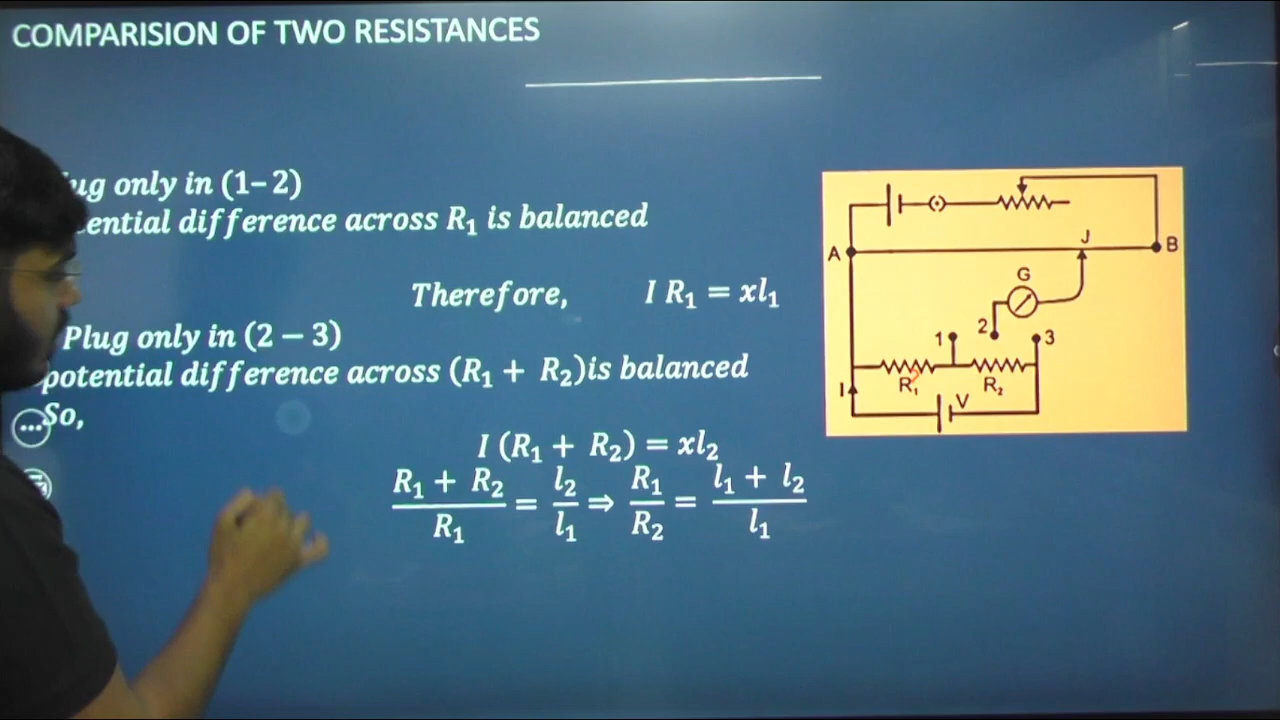 COMPARISION OF TWO RESISTANCES
only in (1– 2)
difference across R₁ is balanced
Therefore, I R₁ = xl₁
Plug only in (2 – 3)
potential difference across (R₁ + R₂)is balanced
So,
I (R₁ + R₂) = xl₂
(R₁ + R₂)/R₁ = l₂/l₁ ⇒ R₁/R₂ = (l₁ + l₂)/l₁
A J B
G
1 2 3
R₁ R₂
I V